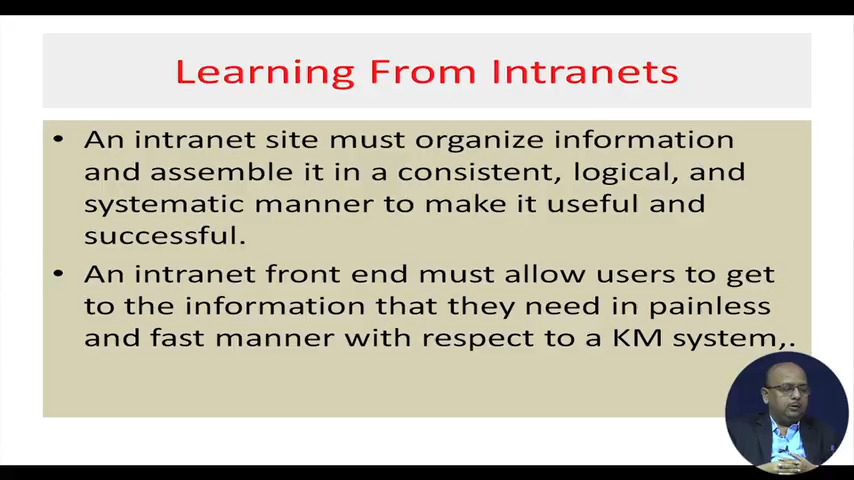 Learning From Intranets
• An intranet site must organize information
and assemble it in a consistent, logical, and
systematic manner to make it useful and
successful.
• An intranet front end must allow users to get
to the information that they need in painless
and fast manner with respect to a KM system,.